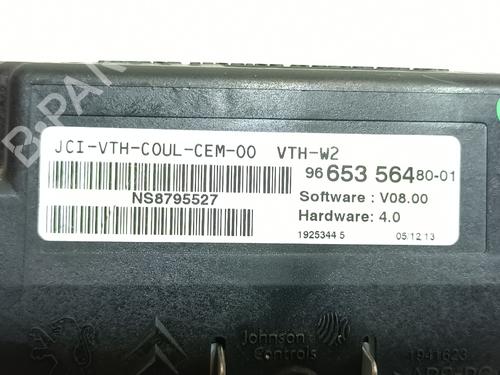 B-PARTS
JCI-VTH-COUL-CEM-00 VTH-W2
96 653 564 80-01
NS8795527
Software : V08.00
Hardware: 4.0
1925344 5 05/12 13
Johnson
Controls
1941623